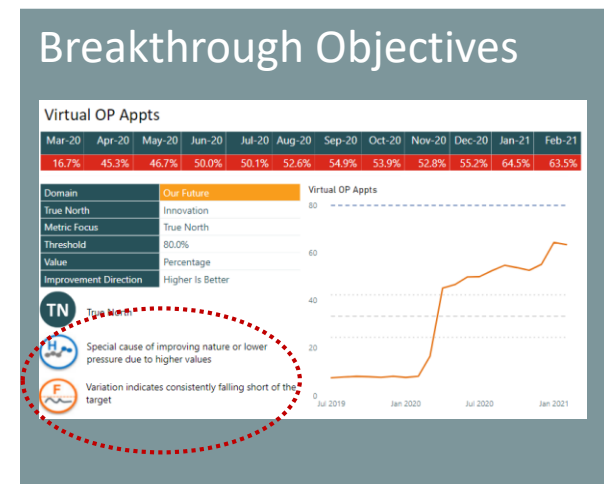 Breakthrough Objectives
Virtual OP Appts
Mar-20 Apr-20 May-20 Jun-20 Jul-20 Aug-20 Sep-20 Oct-20 Nov-20 Dec-20 Jan-21 Feb-21
16.7% 45.3% 46.7% 50.0% 50.1% 52.6% 54.9% 53.9% 52.8% 55.2% 64.5% 63.5%
Domain Our Future
True North Innovation
Metric Focus True North
Threshold 80.0%
Value Percentage
Improvement Direction Higher Is Better
TN True North
H
Special cause of improving nature or lower
pressure due to higher values
F
Variation indicates consistently falling short of the
target
Virtual OP Appts
80
60
40
20
0
Jul 2019 Jan 2020 Jul 2020 Jan 2021